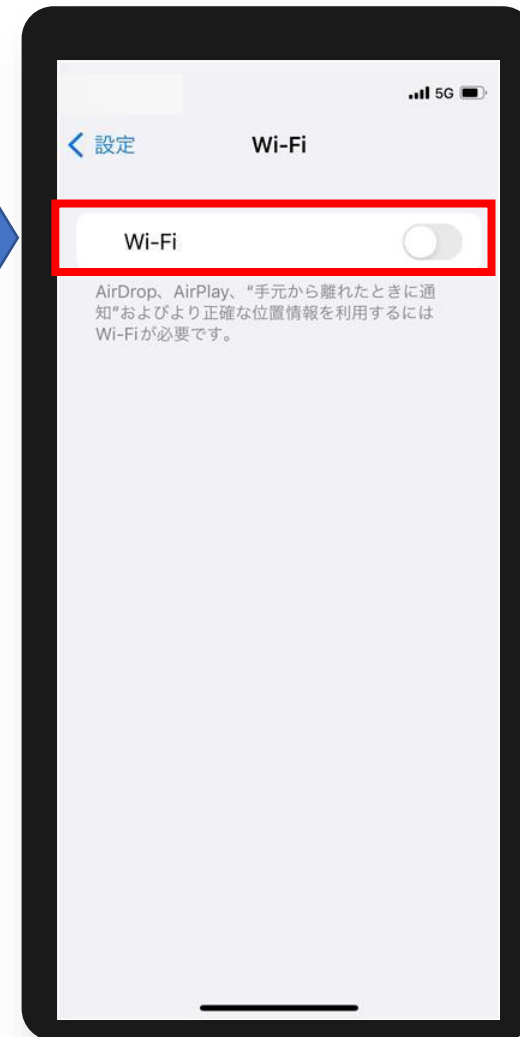 5G
設定
Wi-Fi
Wi-Fi
AirDrop、AirPlay、“手元から離れたときに通
知”およびより正確な位置情報を利用するには
Wi-Fiが必要です。